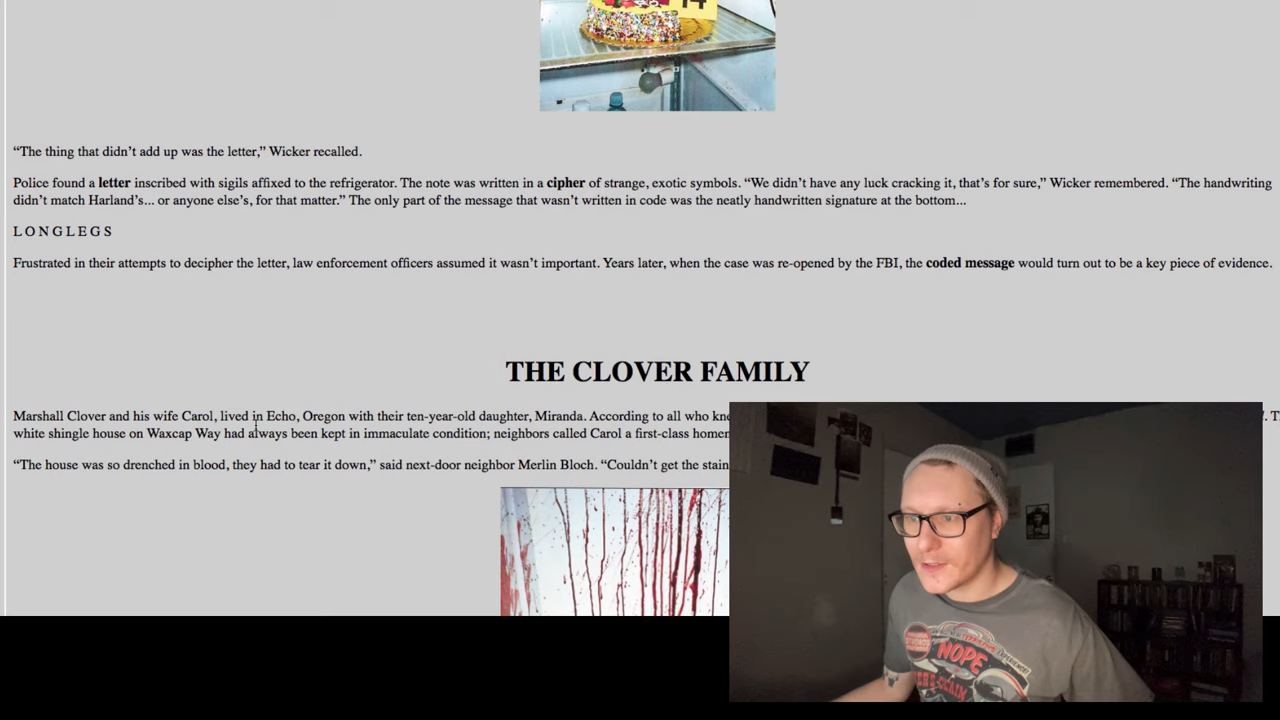 14
“The thing that didn’t add up was the letter,” Wicker recalled.
Police found a letter inscribed with sigils affixed to the refrigerator. The note was written in a cipher of strange, exotic symbols. “We didn’t have any luck cracking it, that’s for sure,” Wicker remembered. “The handwriting
didn’t match Harland’s... or anyone else’s, for that matter.” The only part of the message that wasn’t written in code was the neatly handwritten signature at the bottom...
L O N G L E G S
Frustrated in their attempts to decipher the letter, law enforcement officers assumed it wasn’t important. Years later, when the case was re-opened by the FBI, the coded message would turn out to be a key piece of evidence.
THE CLOVER FAMILY
Marshall Clover and his wife Carol, lived in Echo, Oregon with their ten-year-old daughter, Miranda. According to all who
white shingle house on Waxcap Way had always been kept in immaculate condition; neighbors called Carol a first-class
“The house was so drenched in blood, they had to tear it down,” said next-door neighbor Merlin Bloch. “Couldn’t get the
NOPE